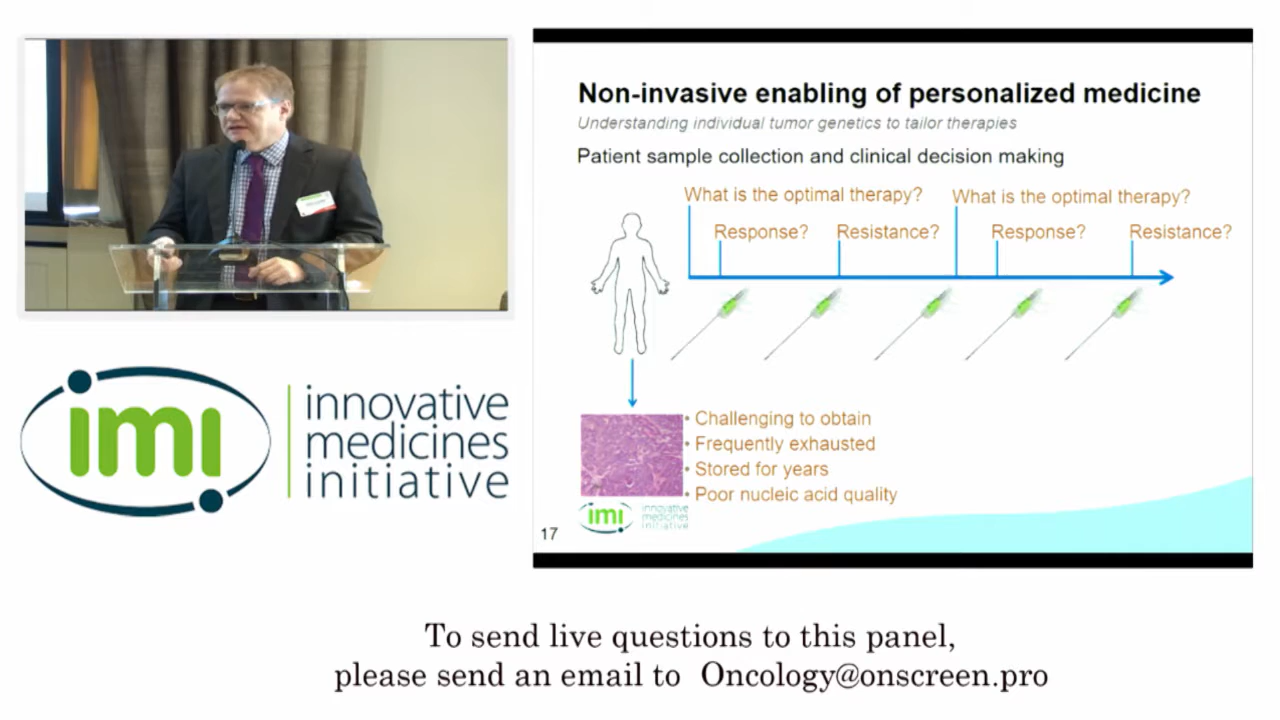 Non-invasive enabling of personalized medicine
Understanding individual tumor genetics to tailor therapies
Patient sample collection and clinical decision making
What is the optimal therapy? What is the optimal therapy?
Response? Resistance? Response? Resistance?
• Challenging to obtain
• Frequently exhausted
• Stored for years
• Poor nucleic acid quality
imi innovative medicines initiative
17
imi
innovative
medicines
initiative
To send live questions to this panel,
please send an email to Oncology@onscreen.pro